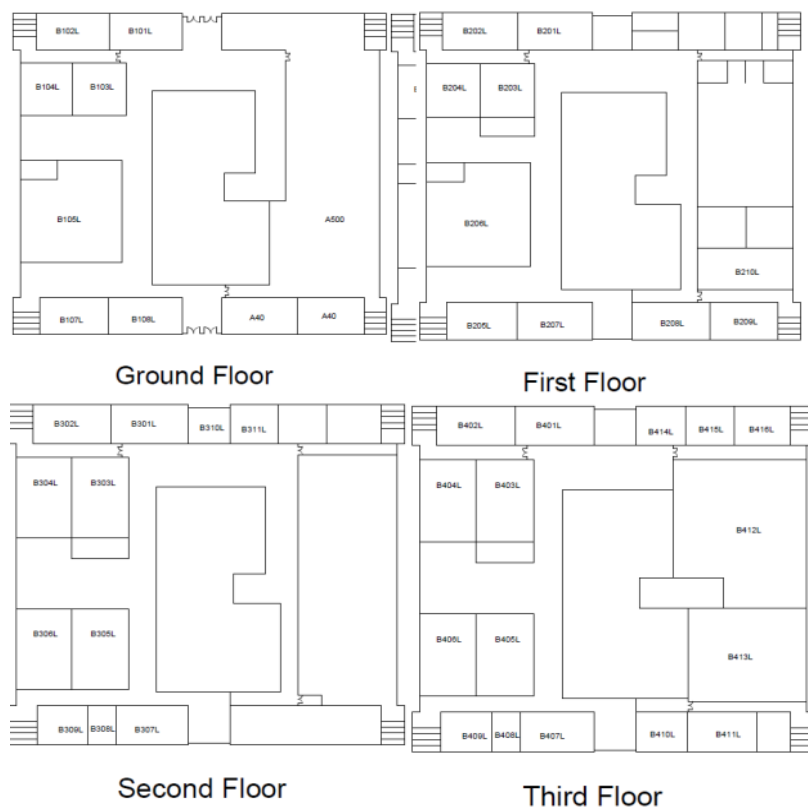 B102L B101L
B104L B103L
B105L
A500
B107L B108L A40 A40
Ground Floor
B202L B201L
B204L B203L
B206L
B210L
B205L B207L B208L B209L
First Floor
B302L B301L B310L B311L
B304L B303L
B306L B305L
B309L B308L B307L
Second Floor
B402L B401L B414L B415L B416L
B404L B403L
B412L
B406L B405L
B413L
B409L B408L B407L B410L B411L
Third Floor